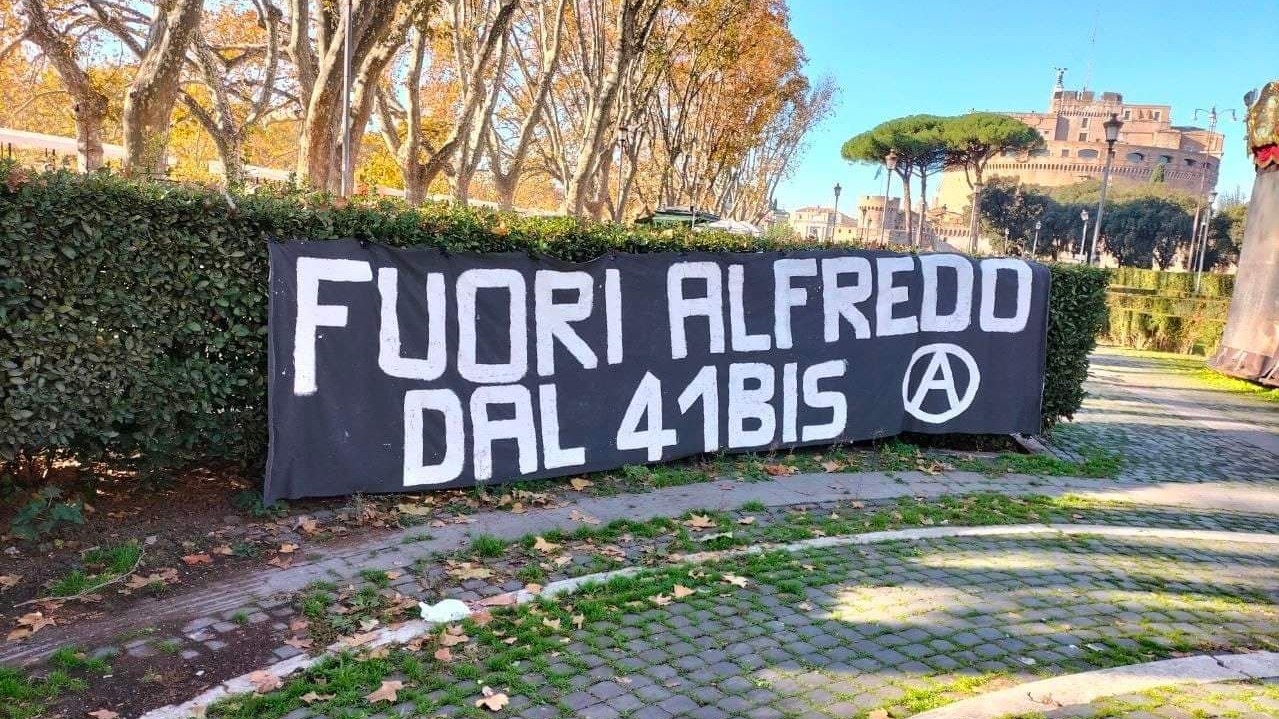 FUORI ALFREDO
DAL 41BIS Ⓐ